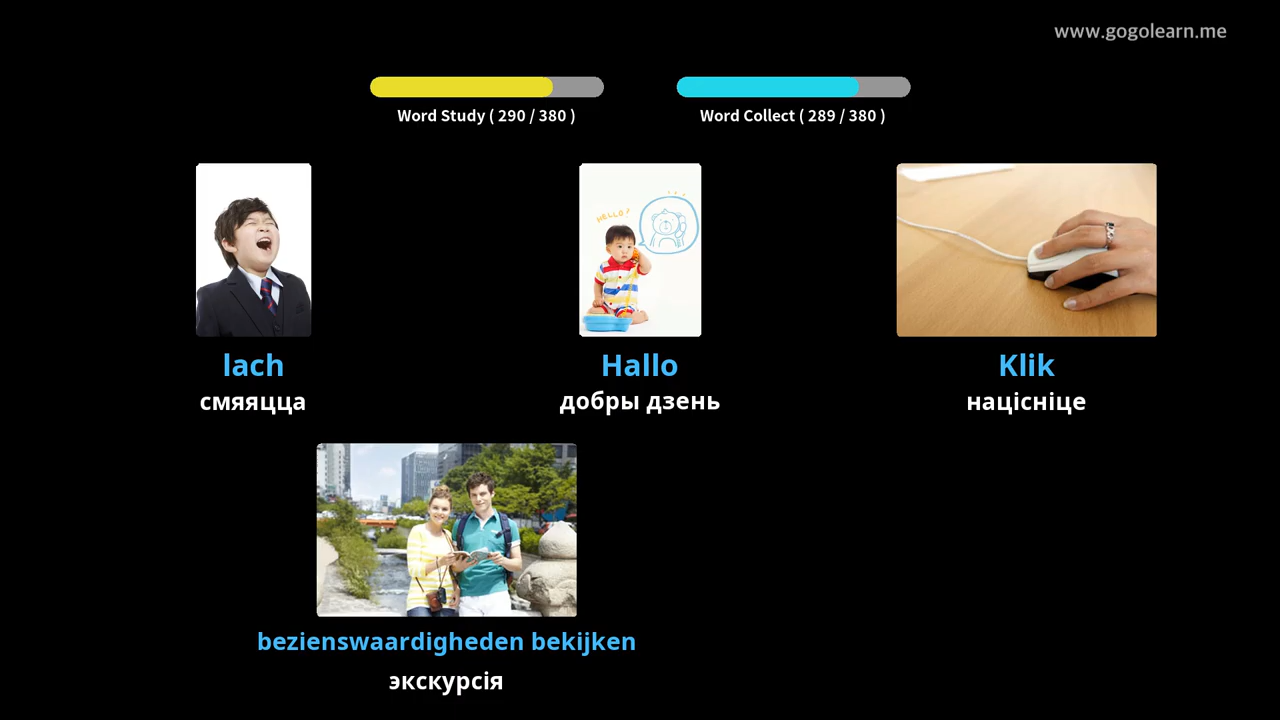 www.gogolearn.me
Word Study ( 290 / 380 )
Word Collect ( 289 / 380 )
HELLO?
lach
Hallo
Klik
смяяцца
добры дзень
націсніце
bezienswaardigheden bekijken
экскурсія